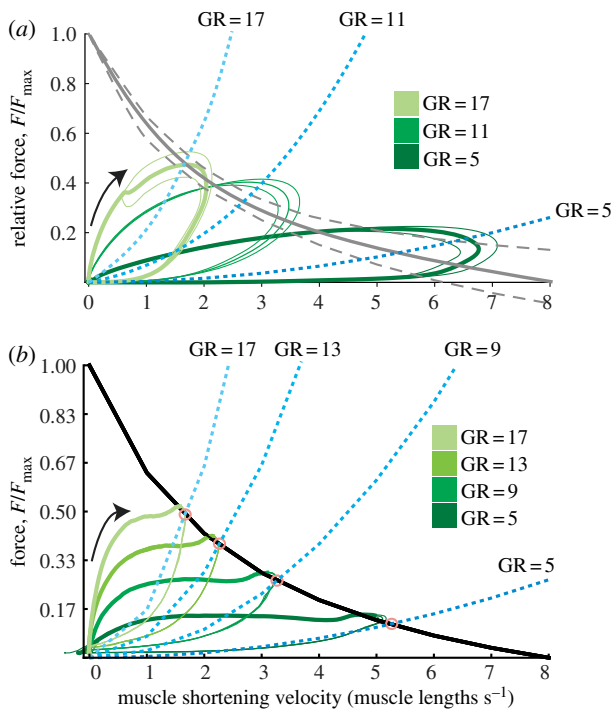 (a)
GR = 17
GR = 11
1.0
0.8
0.6
0.4
0.2
relative force, F/Fmax
GR = 17
GR = 11
GR = 5
GR = 5
0 1 2 3 4 5 6 7 8
(b)
GR = 17
GR = 13
GR = 9
1.00
0.83
0.67
0.50
0.33
0.17
force, F/Fmax
GR = 17
GR = 13
GR = 9
GR = 5
GR = 5
0 1 2 3 4 5 6 7 8
muscle shortening velocity (muscle lengths s⁻¹)